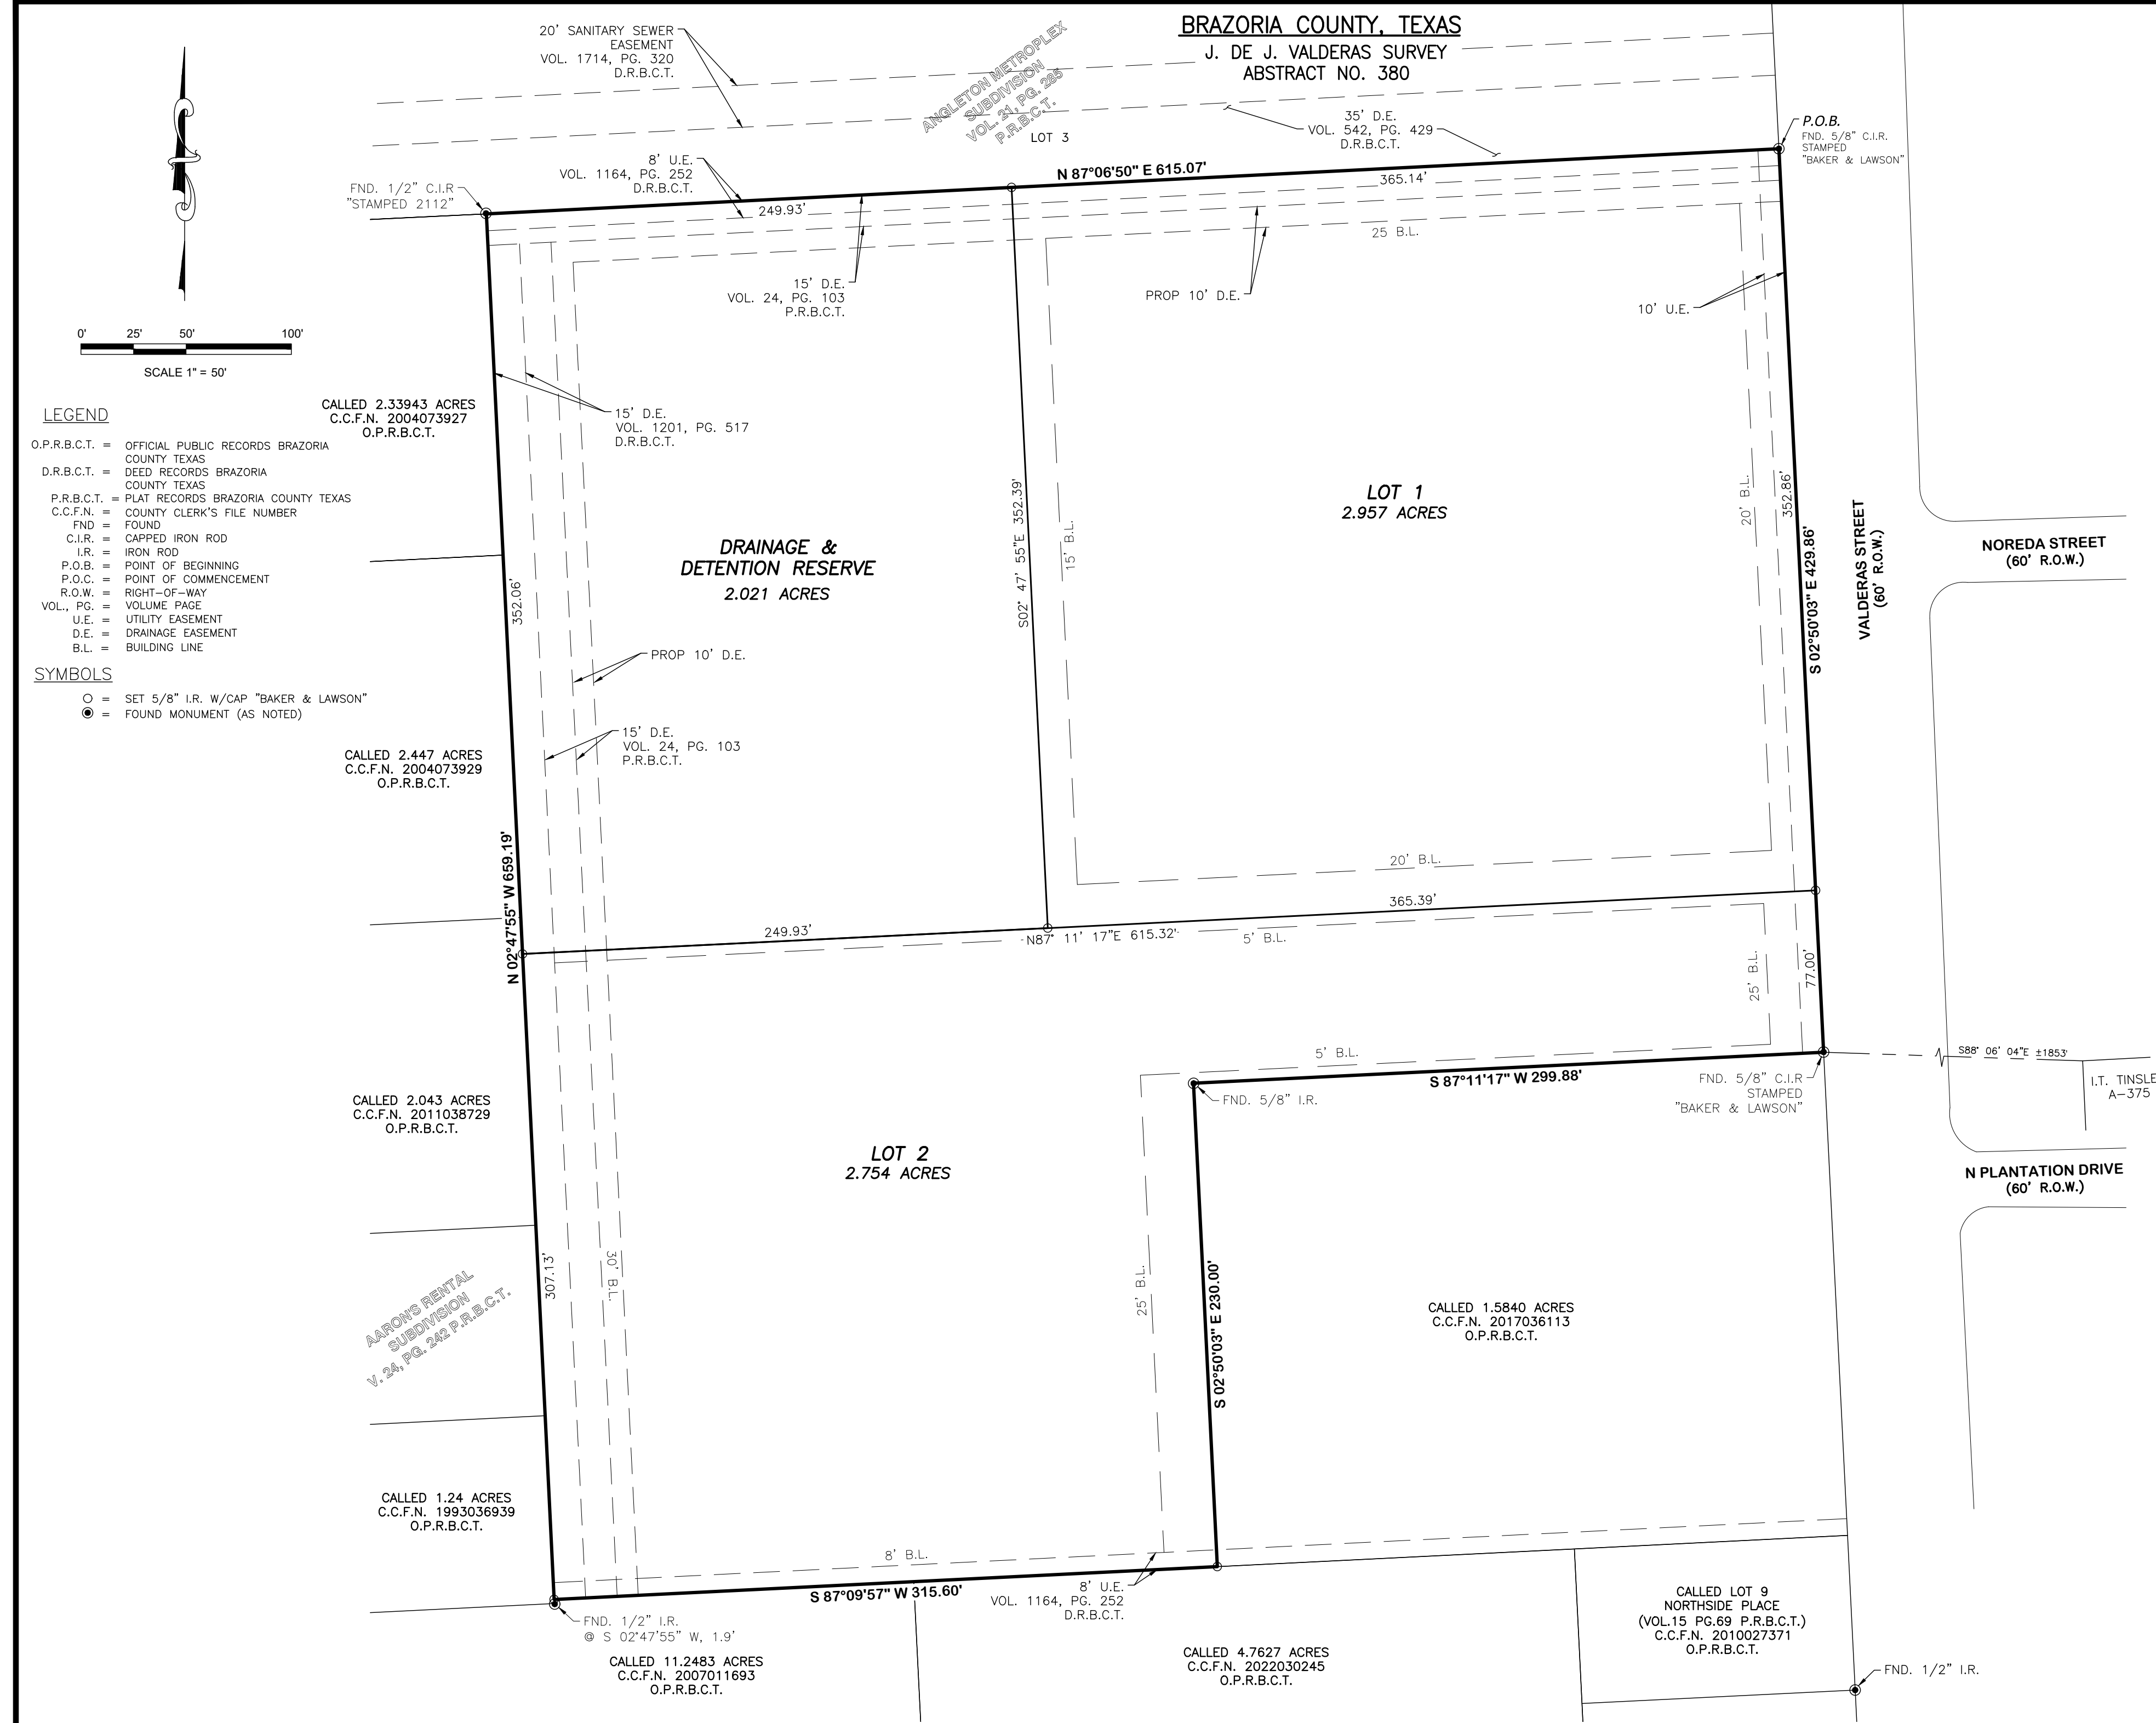 BRAZORIA COUNTY, TEXAS
J. DE J. VALDERAS SURVEY
ABSTRACT NO. 380
20' SANITARY SEWER
EASEMENT
VOL. 1714, PG. 320
D.R.B.C.T.
ANGLETON METROPLEX
SUBDIVISION
VOL. 21, PG. 265
P.R.B.C.T.
LOT 3
35' D.E.
VOL. 542, PG. 429
D.R.B.C.T.
P.O.B.
FND. 5/8" C.I.R.
STAMPED
"BAKER & LAWSON"
8' U.E.
VOL. 1164, PG. 252
D.R.B.C.T.
FND. 1/2" C.I.R
"STAMPED 2112"
N 87°06'50" E 615.07'
249.93'
365.14'
25 B.L.
15' D.E.
VOL. 24, PG. 103
P.R.B.C.T.
PROP 10' D.E.
10' U.E.
0' 25' 50' 100'
SCALE 1" = 50'
LEGEND
O.P.R.B.C.T. = OFFICIAL PUBLIC RECORDS BRAZORIA
COUNTY TEXAS
D.R.B.C.T. = DEED RECORDS BRAZORIA
COUNTY TEXAS
P.R.B.C.T. = PLAT RECORDS BRAZORIA COUNTY TEXAS
C.C.F.N. = COUNTY CLERK'S FILE NUMBER
FND = FOUND
C.I.R. = CAPPED IRON ROD
I.R. = IRON ROD
P.O.B. = POINT OF BEGINNING
P.O.C. = POINT OF COMMENCEMENT
R.O.W. = RIGHT-OF-WAY
VOL., PG. = VOLUME PAGE
U.E. = UTILITY EASEMENT
D.E. = DRAINAGE EASEMENT
B.L. = BUILDING LINE
SYMBOLS
= SET 5/8" I.R. W/CAP "BAKER & LAWSON"
= FOUND MONUMENT (AS NOTED)
CALLED 2.33943 ACRES
C.C.F.N. 2004073927
O.P.R.B.C.T.
15' D.E.
VOL. 1201, PG. 517
D.R.B.C.T.
352.06'
DRAINAGE &
DETENTION RESERVE
2.021 ACRES
PROP 10' D.E.
15' D.E.
VOL. 24, PG. 103
P.R.B.C.T.
S02° 47' 55"E 352.39'
15' B.L.
LOT 1
2.957 ACRES
20' B.L.
352.86'
S 02°50'03" E 429.86'
VALDERAS STREET
(60' R.O.W.)
NOREDA STREET
(60' R.O.W.)
CALLED 2.447 ACRES
C.C.F.N. 2004073929
O.P.R.B.C.T.
N 02°47'55" W 659.19'
20' B.L.
365.39'
249.93'
N87° 11' 17"E 615.32'
5' B.L.
25' B.L.
77.00'
5' B.L.
S 87°11'17" W 299.88'
FND. 5/8" I.R.
FND. 5/8" C.I.R
STAMPED
"BAKER & LAWSON"
S88° 06' 04"E ±1853'
I.T. TINSLE
A-375
N PLANTATION DRIVE
(60' R.O.W.)
CALLED 2.043 ACRES
C.C.F.N. 2011038729
O.P.R.B.C.T.
LOT 2
2.754 ACRES
307.13'
30' B.L.
25' B.L.
S 02°50'03" E 230.00'
CALLED 1.5840 ACRES
C.C.F.N. 2017036113
O.P.R.B.C.T.
AARON'S RENTAL
SUBDIVISION
V. 24, PG. 242 P.R.B.C.T.
CALLED 1.24 ACRES
C.C.F.N. 1993036939
O.P.R.B.C.T.
8' B.L.
S 87°09'57" W 315.60'
8' U.E.
VOL. 1164, PG. 252
D.R.B.C.T.
FND. 1/2" I.R.
@ S 02°47'55" W, 1.9'
CALLED 11.2483 ACRES
C.C.F.N. 2007011693
O.P.R.B.C.T.
CALLED 4.7627 ACRES
C.C.F.N. 2022030245
O.P.R.B.C.T.
CALLED LOT 9
NORTHSIDE PLACE
(VOL.15 PG.69 P.R.B.C.T.)
C.C.F.N. 2010027371
O.P.R.B.C.T.
FND. 1/2" I.R.